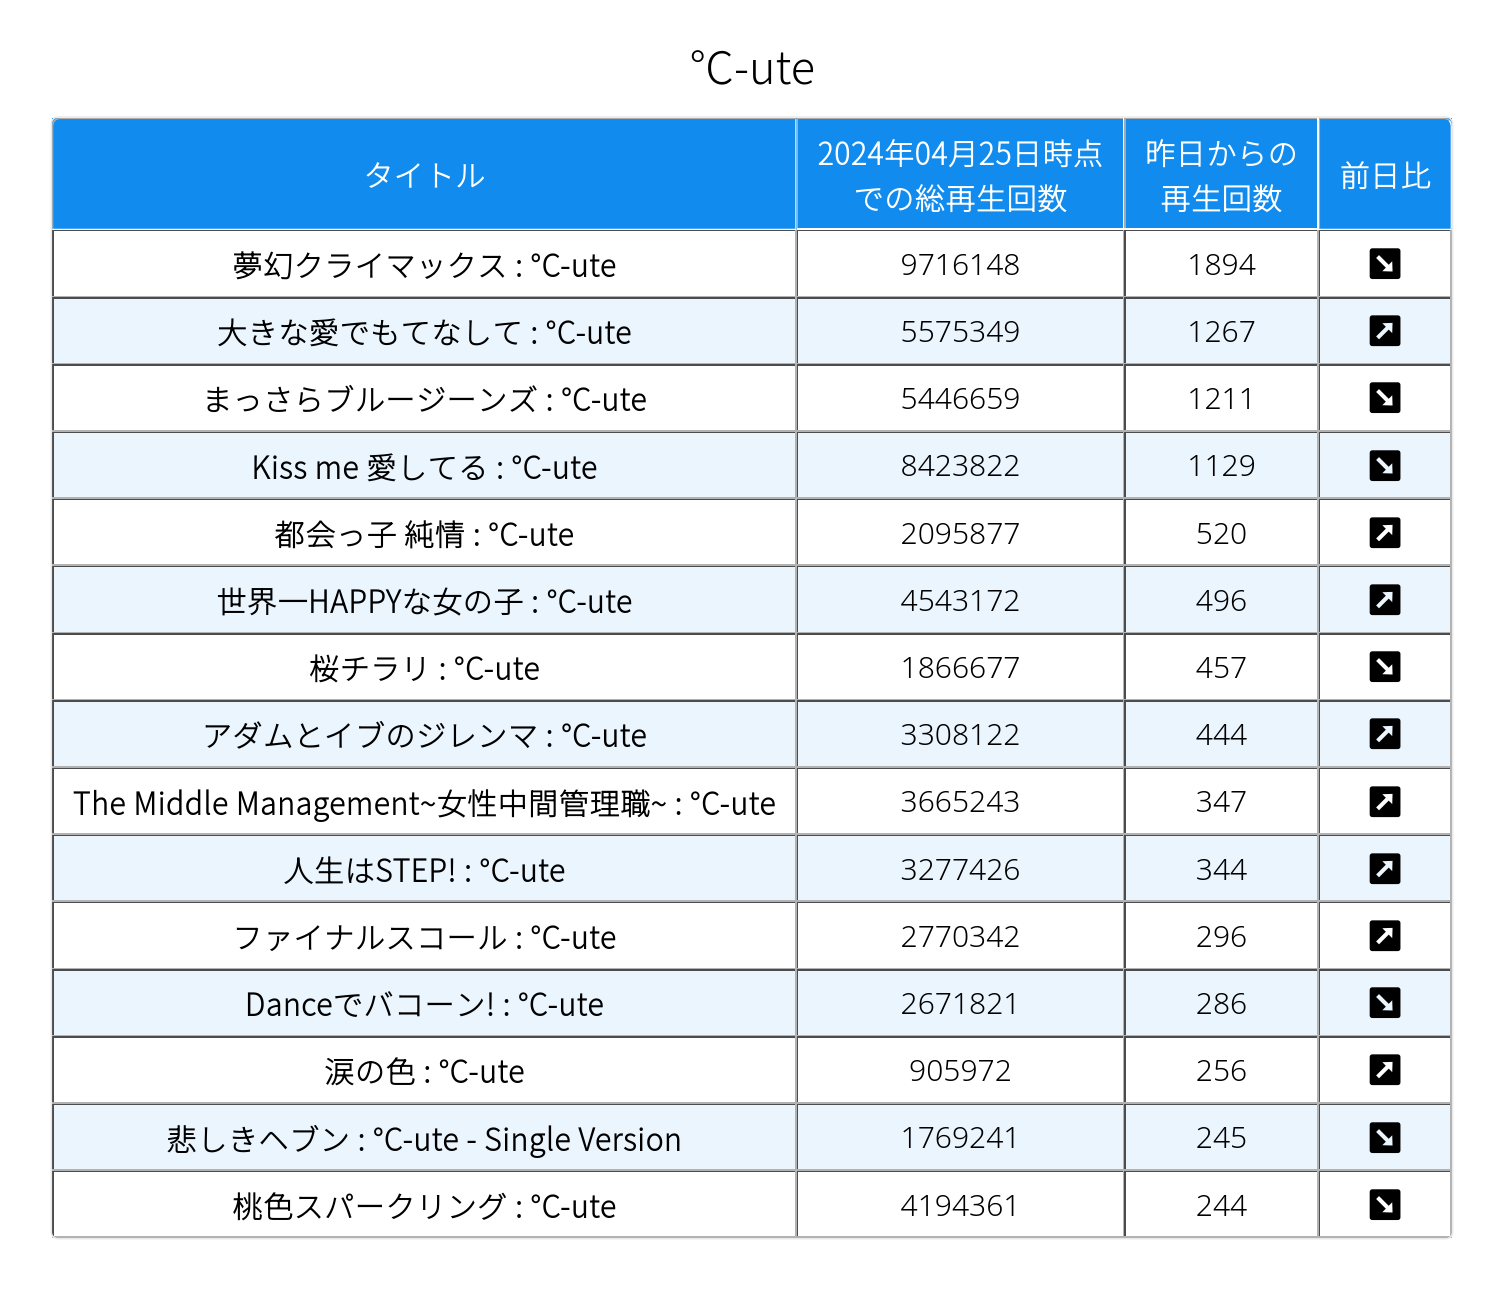 ℃-ute
タイトル 2024年04月25日時点での総再生回数 昨日からの再生回数 前日比
夢幻クライマックス : ℃-ute 9716148 1894 ↘
大きな愛でもてなして : ℃-ute 5575349 1267 ↗
まっさらブルージーンズ : ℃-ute 5446659 1211 ↘
Kiss me 愛してる : ℃-ute 8423822 1129 ↘
都会っ子 純情 : ℃-ute 2095877 520 ↗
世界一HAPPYな女の子 : ℃-ute 4543172 496 ↗
桜チラリ : ℃-ute 1866677 457 ↘
アダムとイブのジレンマ : ℃-ute 3308122 444 ↗
The Middle Management~女性中間管理職~ : ℃-ute 3665243 347 ↗
人生はSTEP! : ℃-ute 3277426 344 ↗
ファイナルスコール : ℃-ute 2770342 296 ↗
Danceでバコーン! : ℃-ute 2671821 286 ↘
涙の色 : ℃-ute 905972 256 ↗
悲しきヘブン : ℃-ute - Single Version 1769241 245 ↘
桃色スパークリング : ℃-ute 4194361 244 ↘